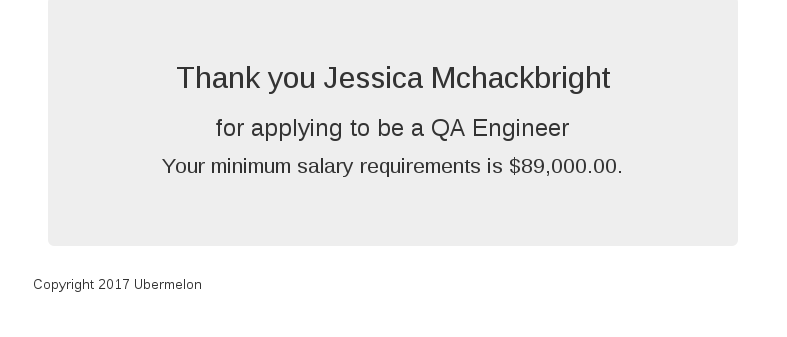 Thank you Jessica Mchackbright
for applying to be a QA Engineer
Your minimum salary requirements is $89,000.00.
Copyright 2017 Ubermelon